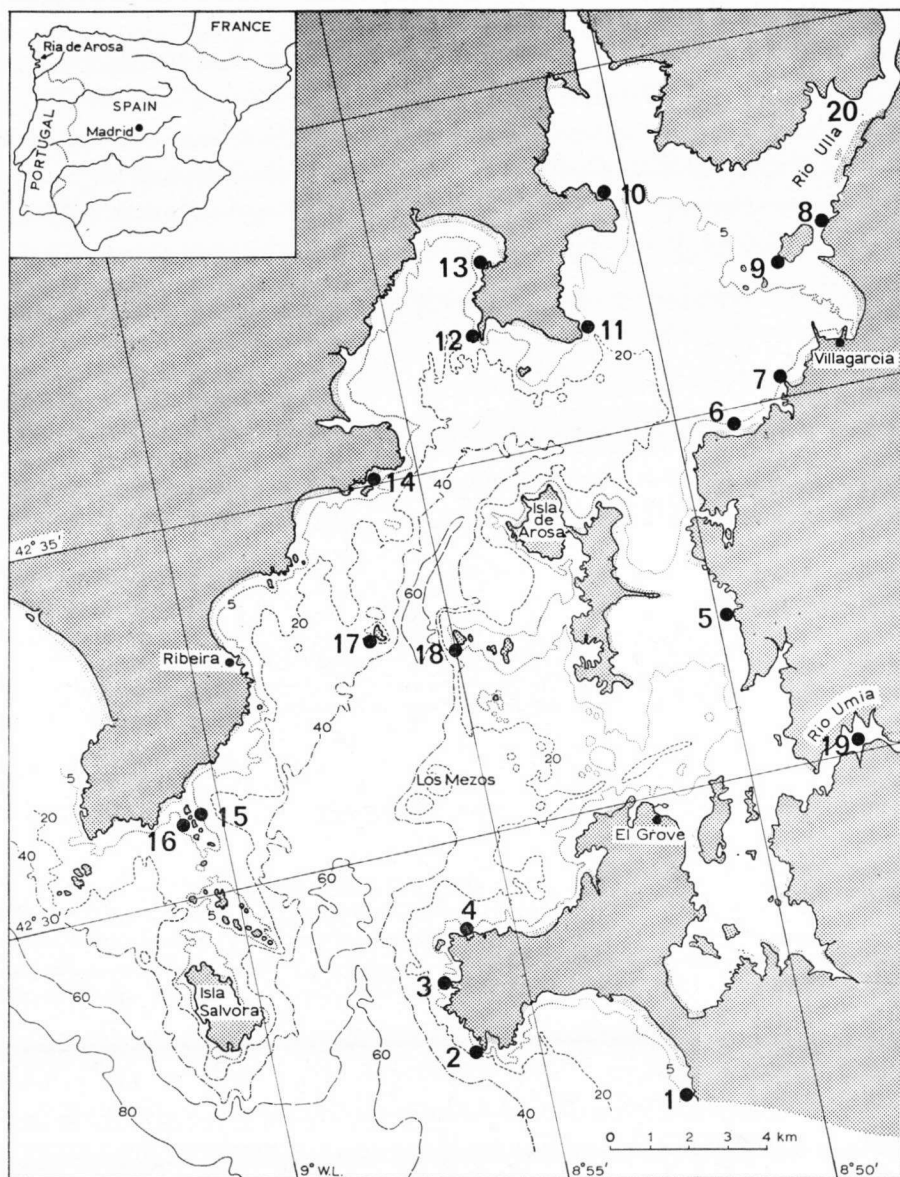 FRANCE
Ria de Arosa
SPAIN
Madrid
PORTUGAL
20
Rio Ulla
10
8
5
9
13
11
12
20
Villagarcia
7
6
40
14
Isla
de
Arosa
42° 35'
60
5
20
5
17
18
Ribeira
Rio Umia
19
40
5
20
Los Mezos
20
15
16
El Grove
40
60
42° 30'
5
4
3
Isla
Salvora
60
60
2
5
1
20
40
80
0 1 2 3 4 km
9° W.L.
8° 55'
8° 50'